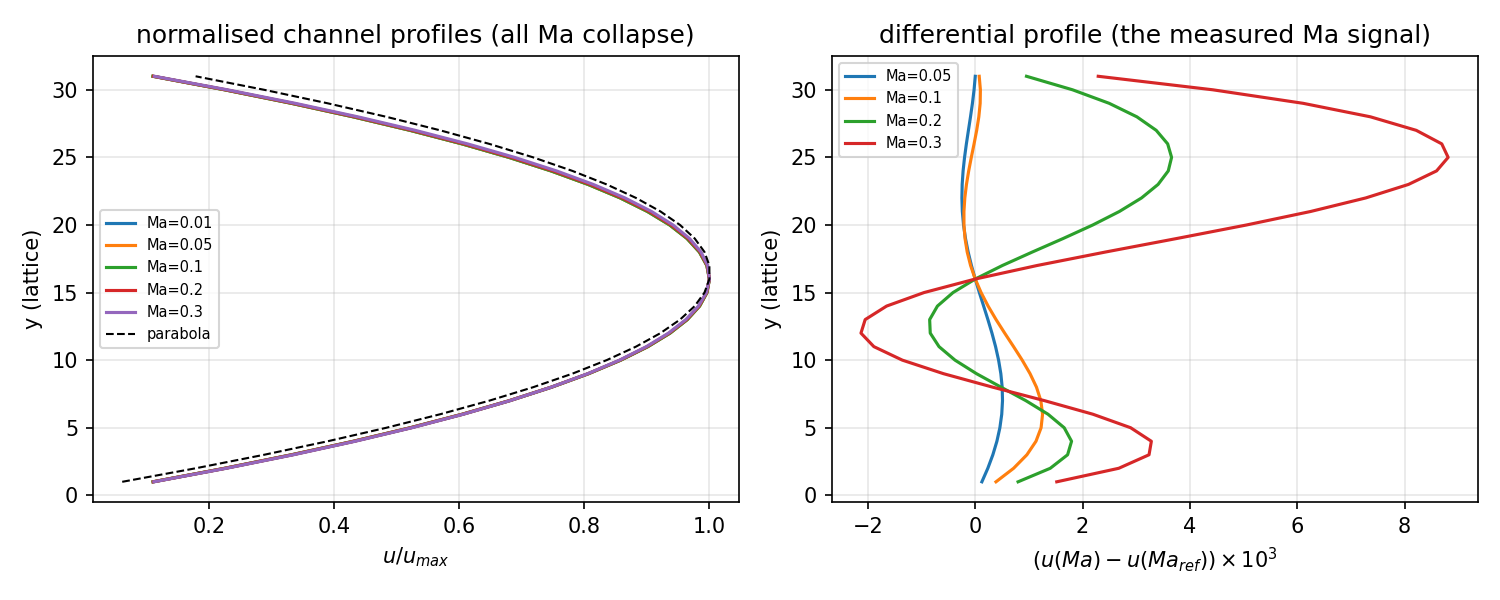 normalised channel profiles (all Ma collapse)
y (lattice)
30
25
20
15
10
5
0
Ma=0.01
Ma=0.05
Ma=0.1
Ma=0.2
Ma=0.3
parabola
0.2
0.4
0.6
0.8
1.0
u/u_max
differential profile (the measured Ma signal)
y (lattice)
30
25
20
15
10
5
0
Ma=0.05
Ma=0.1
Ma=0.2
Ma=0.3
−2
0
2
4
6
8
(u(Ma) − u(Ma_ref)) × 10³